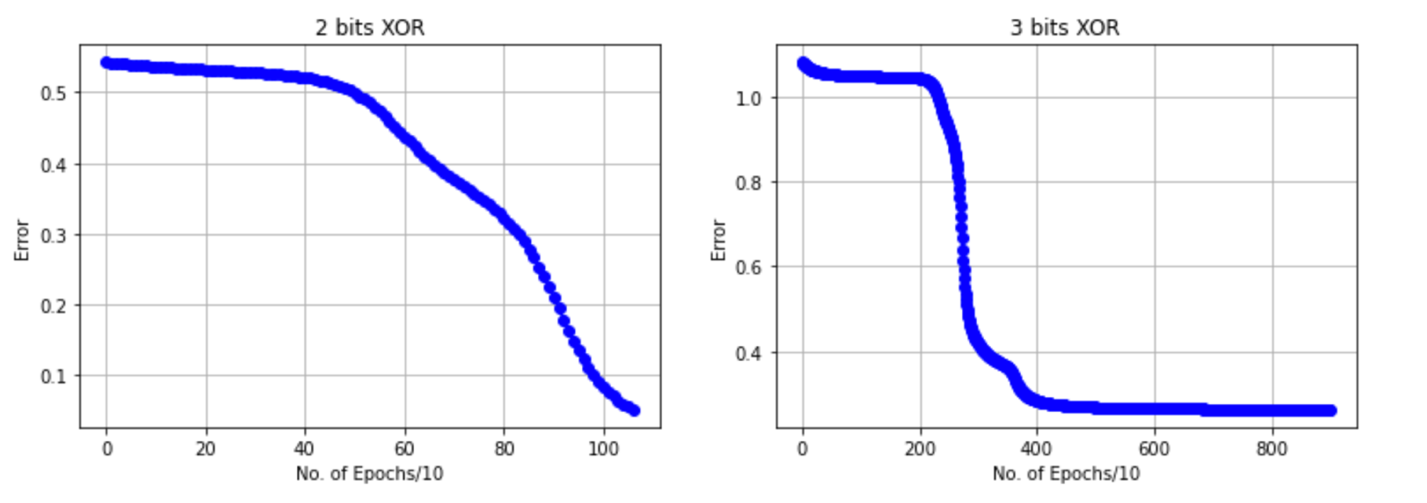 2 bits XOR
0.5
0.4
0.3
0.2
0.1
Error
0 20 40 60 80 100
No. of Epochs/10
3 bits XOR
1.0
0.8
0.6
0.4
Error
0 200 400 600 800
No. of Epochs/10